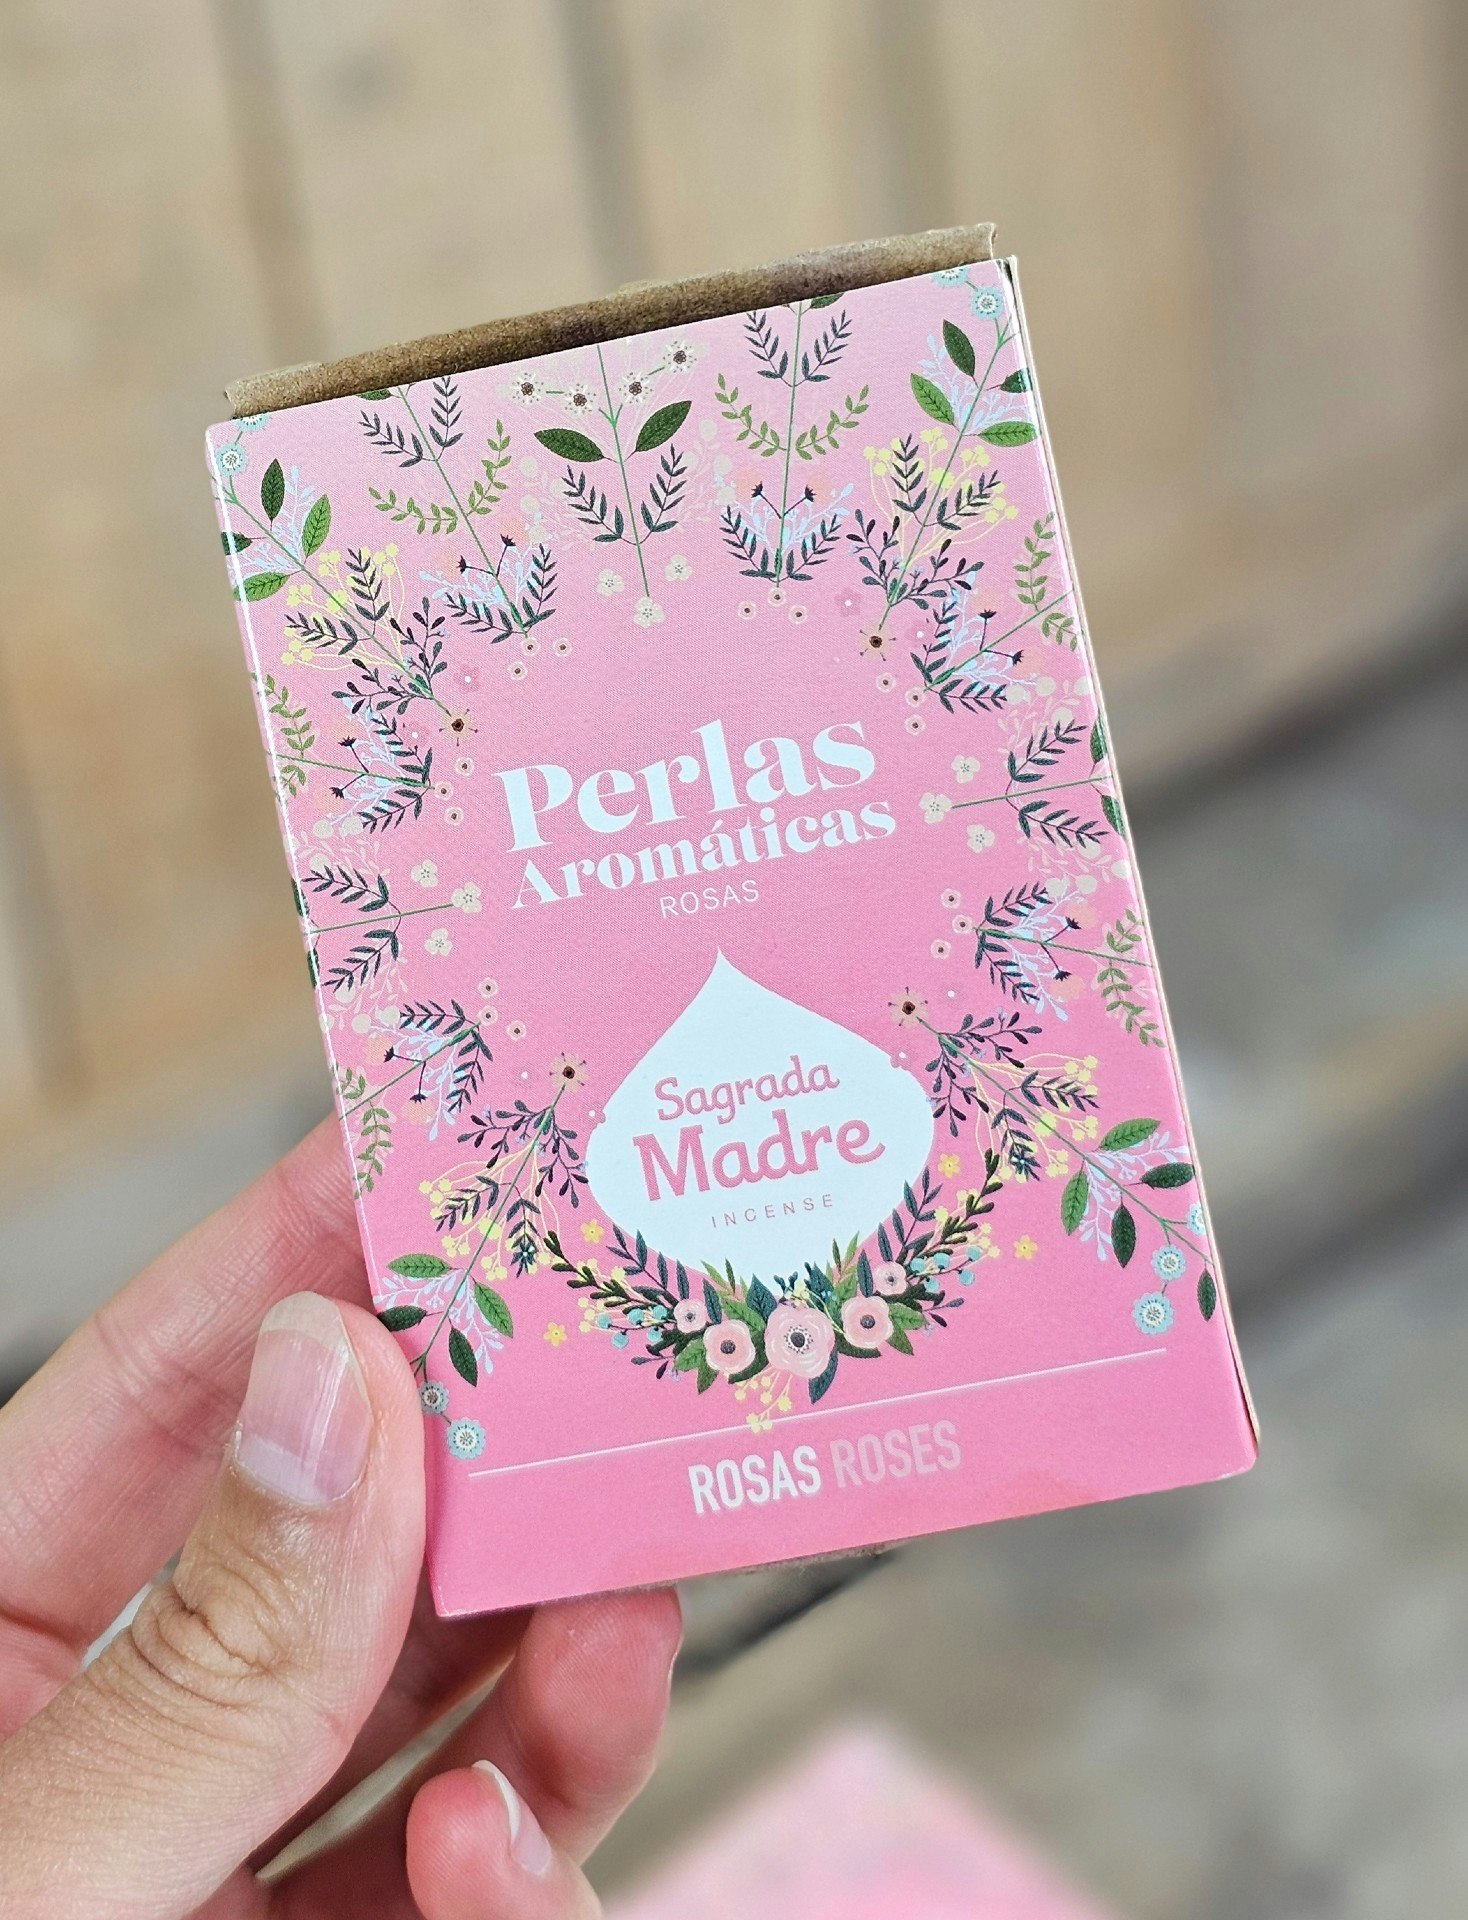 Perlas
Aromáticas
ROSAS
Sagrada
Madre
INCENSE
ROSAS ROSES